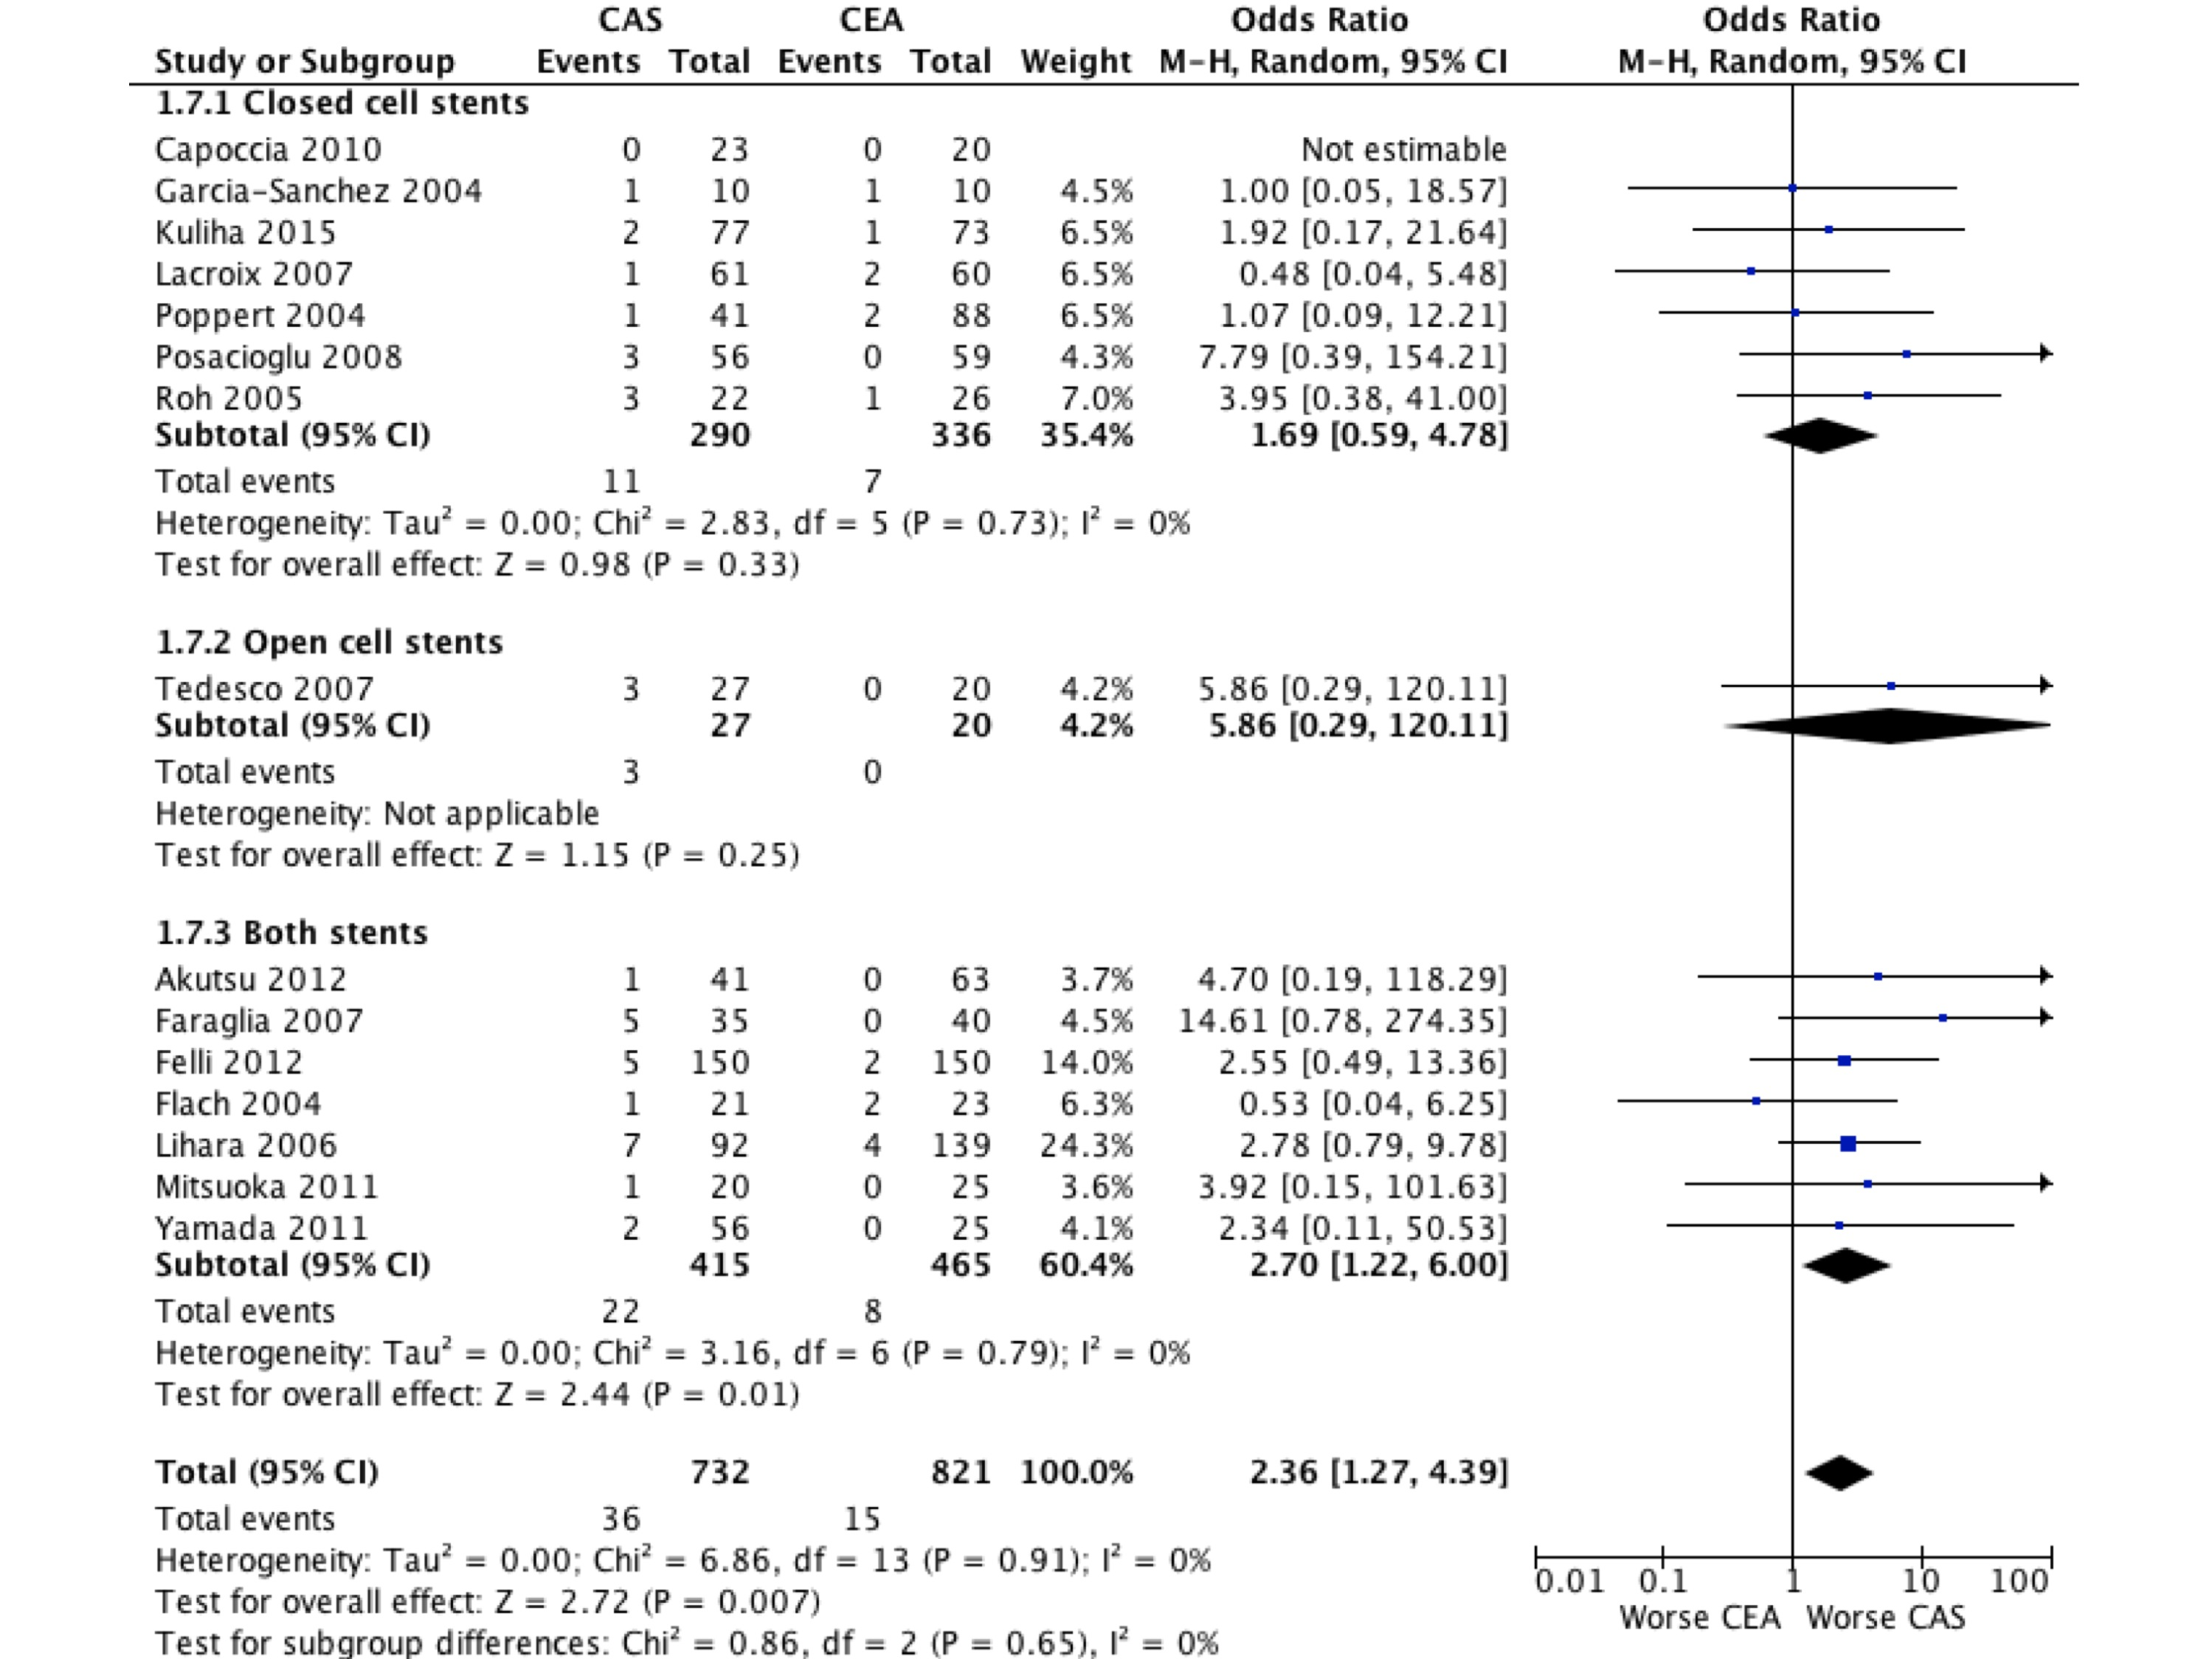 CAS CEA Odds Ratio Odds Ratio
Study or Subgroup Events Total Events Total Weight M-H, Random, 95% CI M-H, Random, 95% CI
1.7.1 Closed cell stents
Capoccia 2010 0 23 0 20 Not estimable
Garcia-Sanchez 2004 1 10 1 10 4.5% 1.00 [0.05, 18.57]
Kuliha 2015 2 77 1 73 6.5% 1.92 [0.17, 21.64]
Lacroix 2007 1 61 2 60 6.5% 0.48 [0.04, 5.48]
Poppert 2004 1 41 2 88 6.5% 1.07 [0.09, 12.21]
Posacioglu 2008 3 56 0 59 4.3% 7.79 [0.39, 154.21]
Roh 2005 3 22 1 26 7.0% 3.95 [0.38, 41.00]
Subtotal (95% CI) 290 336 35.4% 1.69 [0.59, 4.78]
Total events 11 7
Heterogeneity: Tau² = 0.00; Chi² = 2.83, df = 5 (P = 0.73); I² = 0%
Test for overall effect: Z = 0.98 (P = 0.33)
1.7.2 Open cell stents
Tedesco 2007 3 27 0 20 4.2% 5.86 [0.29, 120.11]
Subtotal (95% CI) 27 20 4.2% 5.86 [0.29, 120.11]
Total events 3 0
Heterogeneity: Not applicable
Test for overall effect: Z = 1.15 (P = 0.25)
1.7.3 Both stents
Akutsu 2012 1 41 0 63 3.7% 4.70 [0.19, 118.29]
Faraglia 2007 5 35 0 40 4.5% 14.61 [0.78, 274.35]
Felli 2012 5 150 2 150 14.0% 2.55 [0.49, 13.36]
Flach 2004 1 21 2 23 6.3% 0.53 [0.04, 6.25]
Lihara 2006 7 92 4 139 24.3% 2.78 [0.79, 9.78]
Mitsuoka 2011 1 20 0 25 3.6% 3.92 [0.15, 101.63]
Yamada 2011 2 56 0 25 4.1% 2.34 [0.11, 50.53]
Subtotal (95% CI) 415 465 60.4% 2.70 [1.22, 6.00]
Total events 22 8
Heterogeneity: Tau² = 0.00; Chi² = 3.16, df = 6 (P = 0.79); I² = 0%
Test for overall effect: Z = 2.44 (P = 0.01)
Total (95% CI) 732 821 100.0% 2.36 [1.27, 4.39]
Total events 36 15
Heterogeneity: Tau² = 0.00; Chi² = 6.86, df = 13 (P = 0.91); I² = 0%
Test for overall effect: Z = 2.72 (P = 0.007)
Test for subgroup differences: Chi² = 0.86, df = 2 (P = 0.65), I² = 0%
0.01 0.1 1 10 100
Worse CEA Worse CAS